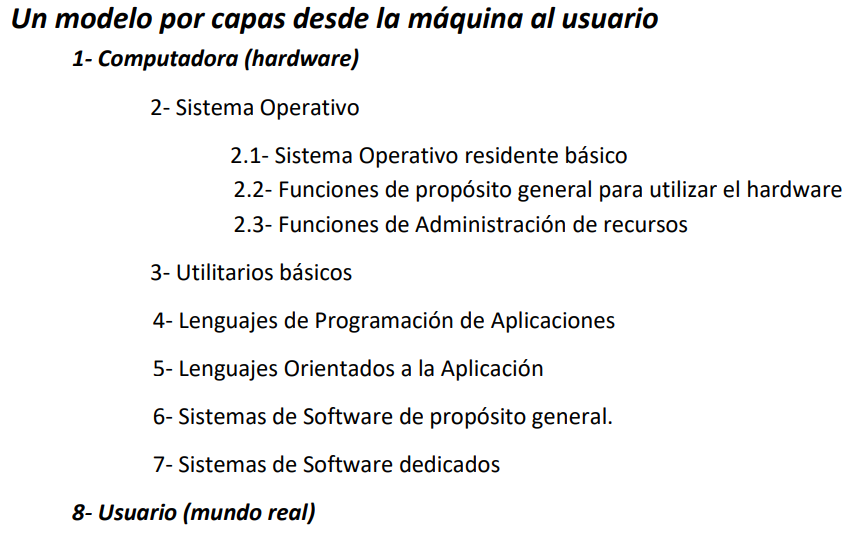 Un modelo por capas desde la máquina al usuario
1- Computadora (hardware)
2- Sistema Operativo
2.1- Sistema Operativo residente básico
2.2- Funciones de propósito general para utilizar el hardware
2.3- Funciones de Administración de recursos
3- Utilitarios básicos
4- Lenguajes de Programación de Aplicaciones
5- Lenguajes Orientados a la Aplicación
6- Sistemas de Software de propósito general.
7- Sistemas de Software dedicados
8- Usuario (mundo real)